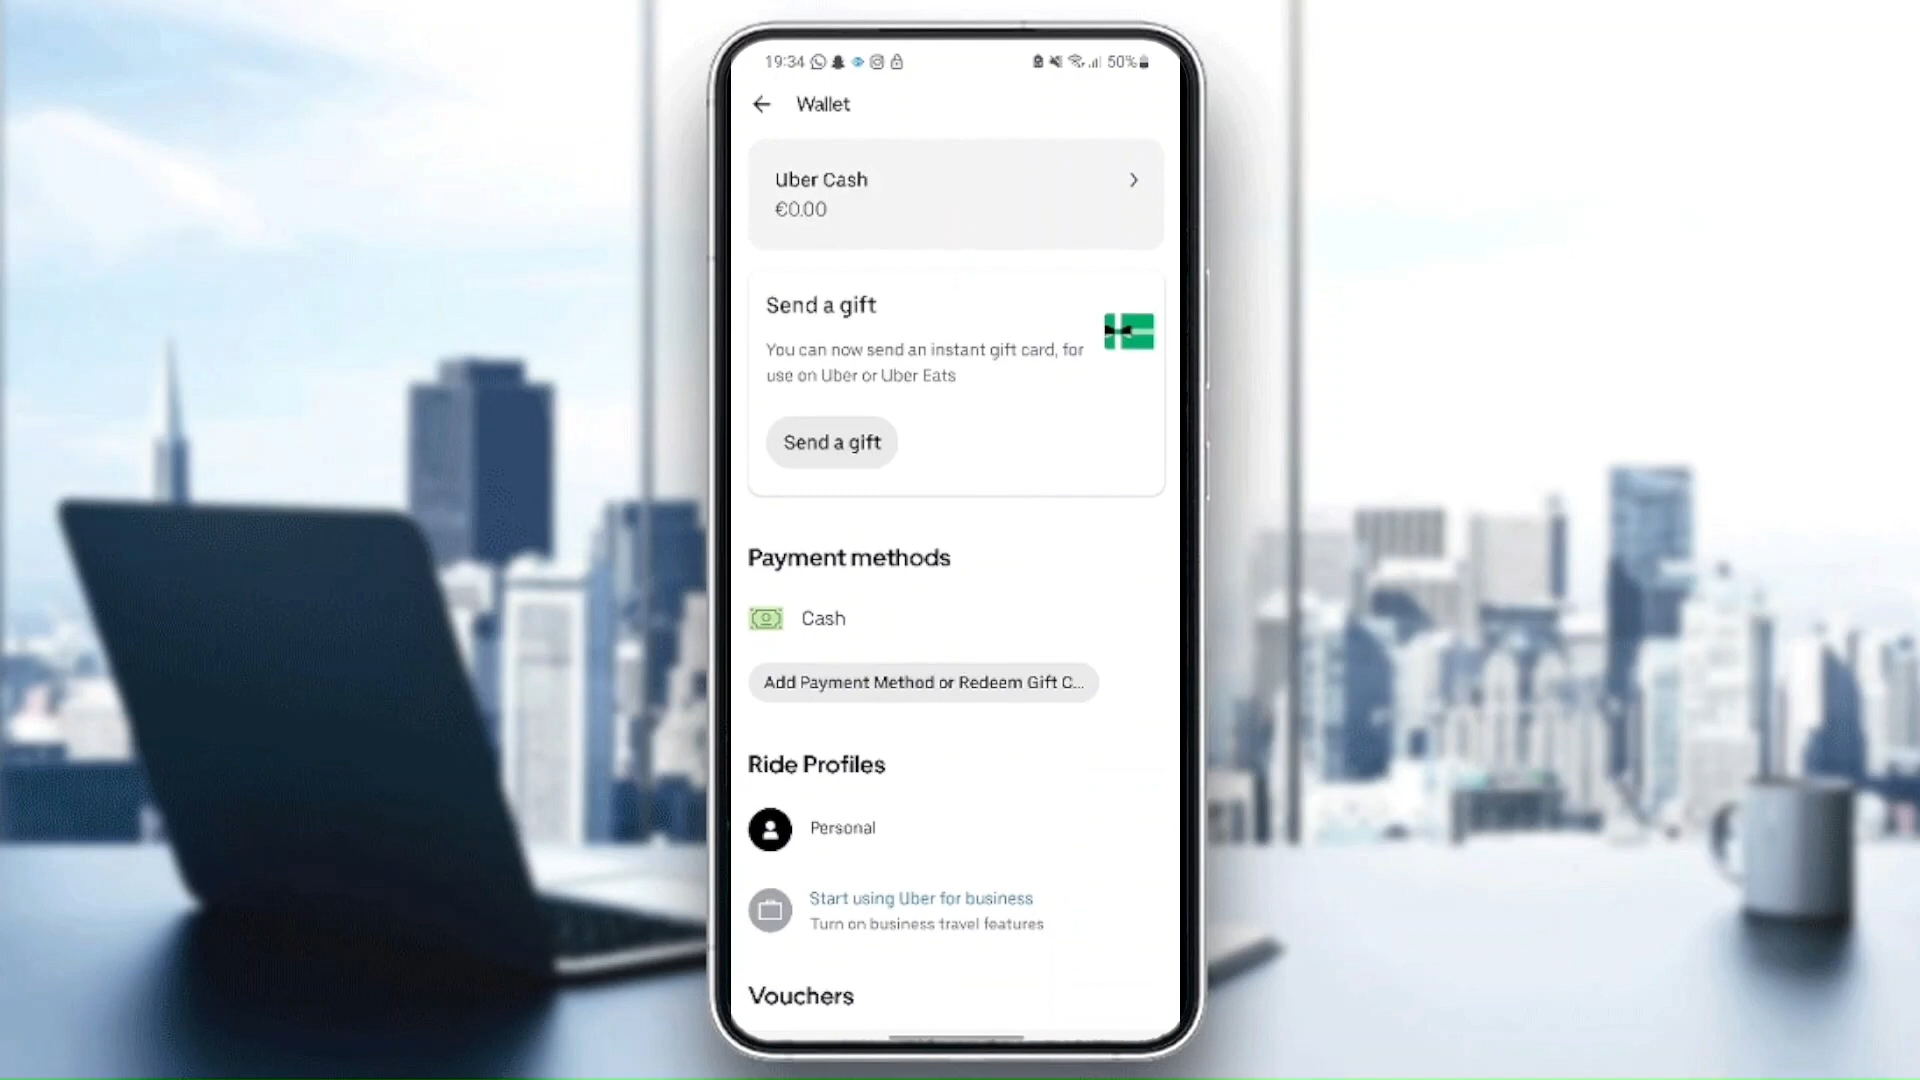 19:34 50%
Wallet
Uber Cash
€0.00
Send a gift
You can now send an instant gift card, for
use on Uber or Uber Eats
Send a gift
Payment methods
Cash
Add Payment Method or Redeem Gift C...
Ride Profiles
Personal
Start using Uber for business
Turn on business travel features
Vouchers